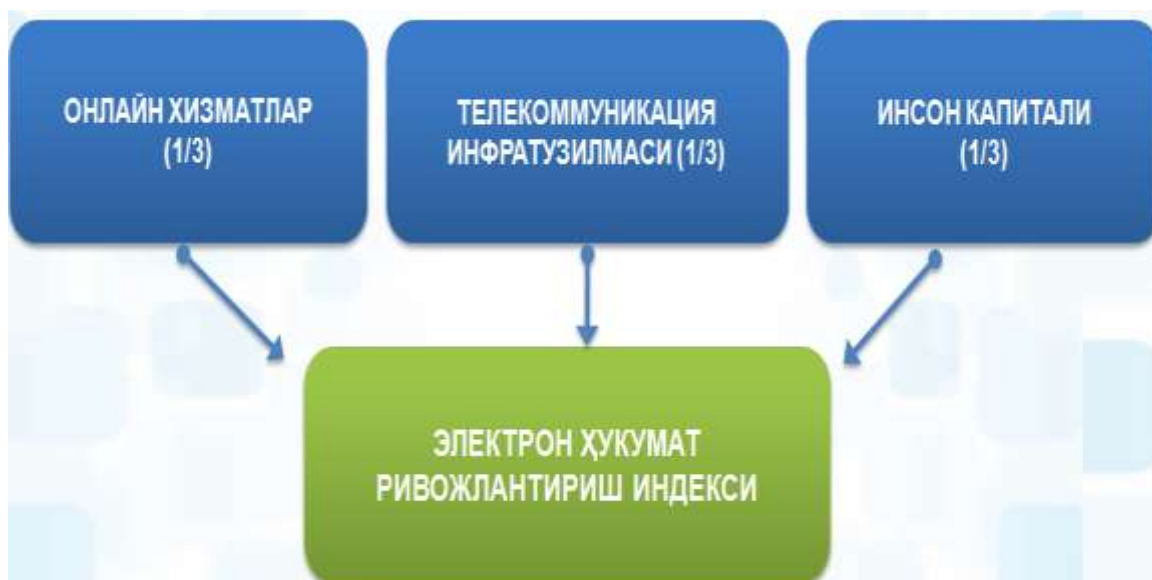 ОНЛАЙН ХИЗМАТЛАР
(1/3)
ТЕЛЕКОММУНИКАЦИЯ
ИНФРАТУЗИЛМАСИ (1/3)
ИНСОН КАПИТАЛИ
(1/3)
ЭЛЕКТРОН ҲУКУМАТ
РИВОЖЛАНТИРИШ ИНДЕКСИ